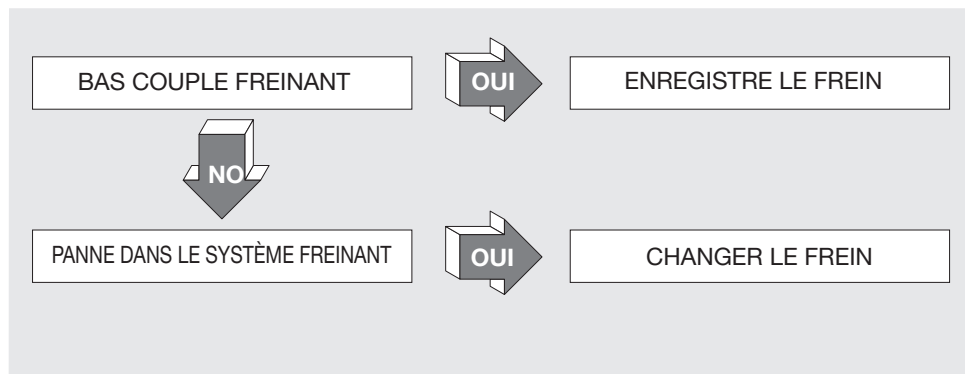 BAS COUPLE FREINANT
OUI
ENREGISTRE LE FREIN
NO
PANNE DANS LE SYSTÈME FREINANT
OUI
CHANGER LE FREIN